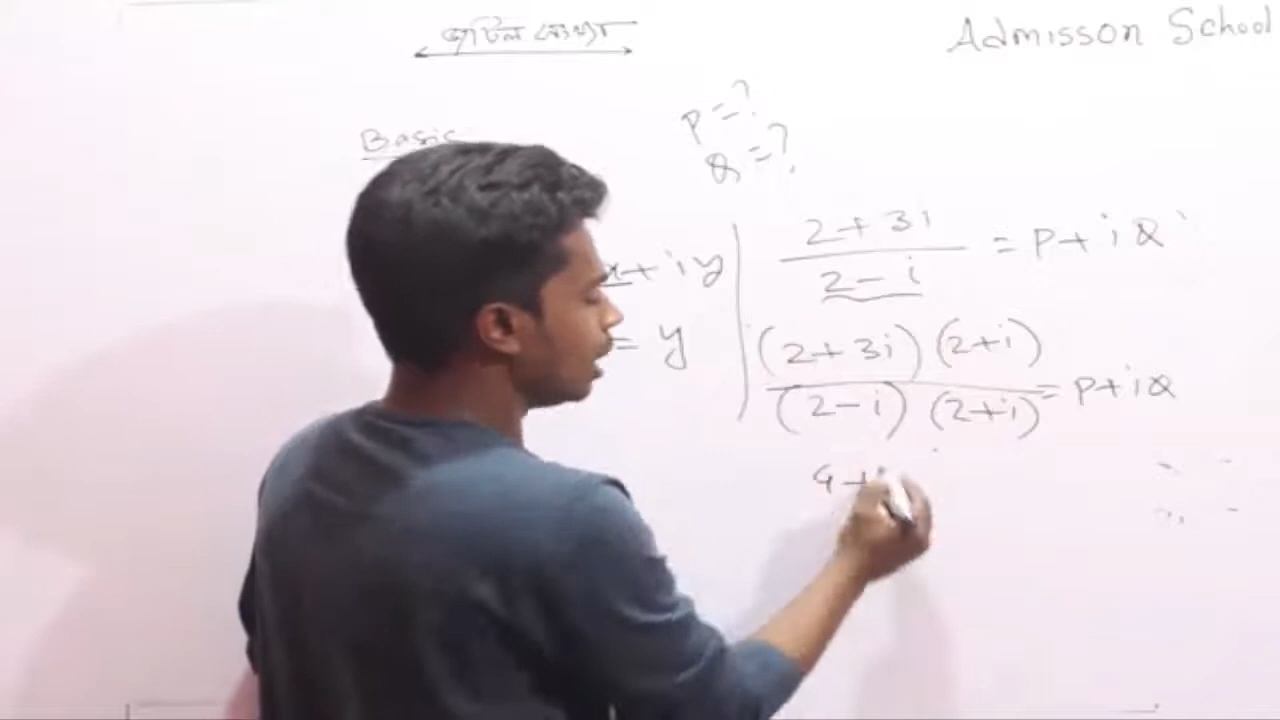 জটিল সংখ্যা
Admisson School
Basic
P = ?
Q = ?
x + iy
= y
2 + 3i / 2 - i = P + iQ
(2 + 3i) (2 + i) / (2 - i) (2 + i) = P + iQ
4 +